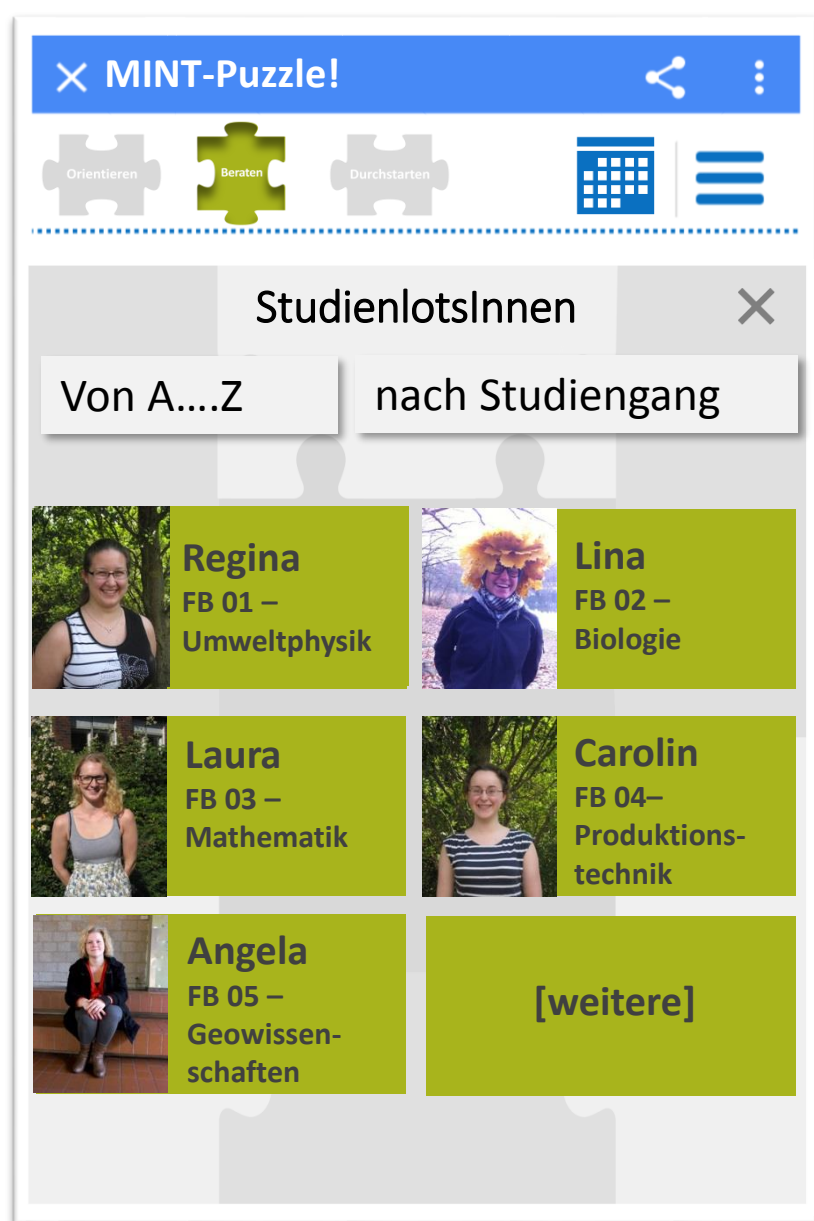 MINT-Puzzle!
Orientieren
Beraten
Durchstarten
StudienlotsInnen
Von A....Z
nach Studiengang
Regina
FB 01 –
Umweltphysik
Lina
FB 02 –
Biologie
Laura
FB 03 –
Mathematik
Carolin
FB 04–
Produktions-
technik
Angela
FB 05 –
Geowissen-
schaften
[weitere]